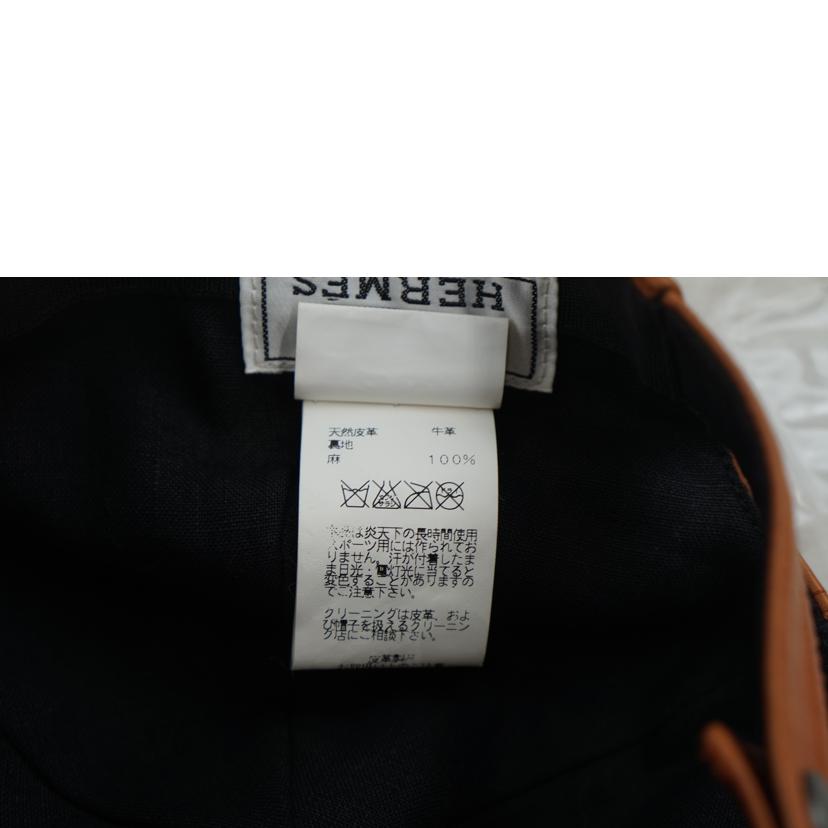 HERMÈS
天然皮革 牛革
裏地
麻 100%
は炎天下の長時間使用
スポーツ用には作られてお
りません。汗が付着したま
ま日光・電灯光に当てると
変色することがありますの
でご注意下さい。
クリーニングは皮革、およ
び帽子を扱えるクリーニン
グ店にご相談下さい。